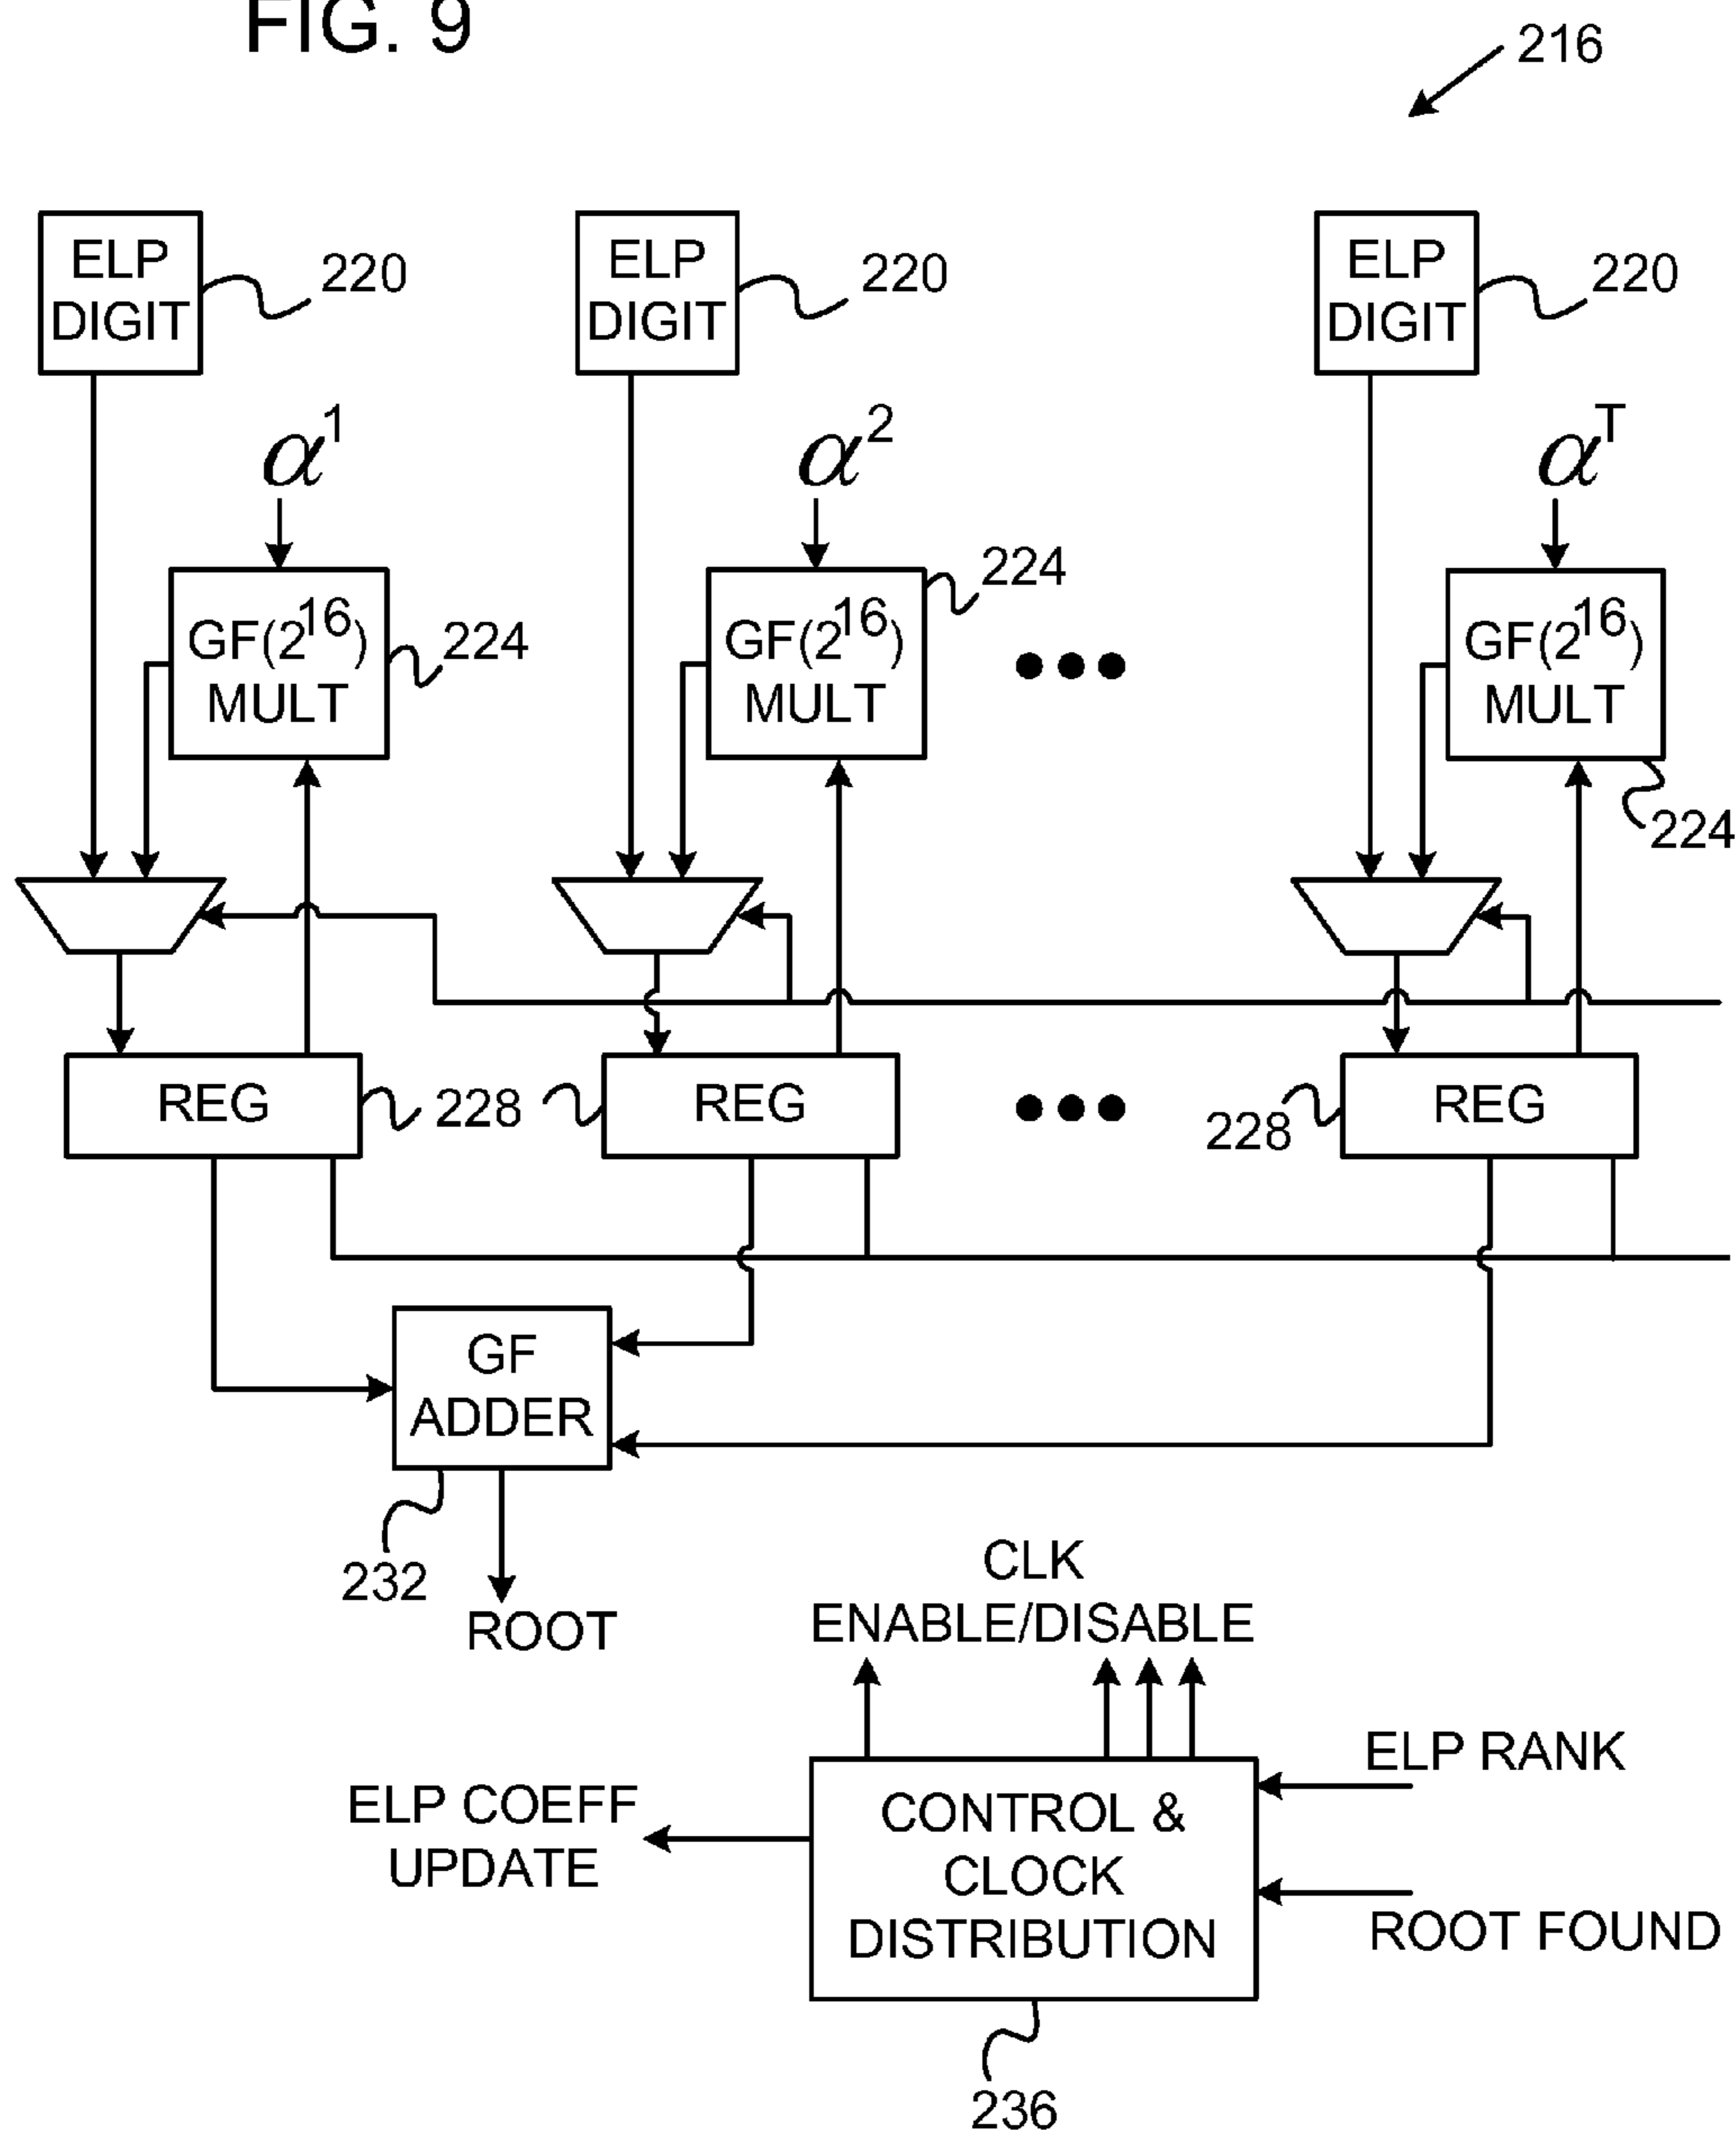 FIG. 9
216
ELP
DIGIT
220
ELP
DIGIT
220
ELP
DIGIT
220
α¹
α²
αᵀ
GF(2¹⁶)
MULT
224
GF(2¹⁶)
MULT
224
GF(2¹⁶)
MULT
224
REG
228
REG
228
REG
GF
ADDER
232
ROOT
CLK
ENABLE/DISABLE
ELP RANK
ELP COEFF
UPDATE
CONTROL &
CLOCK
DISTRIBUTION
ROOT FOUND
236